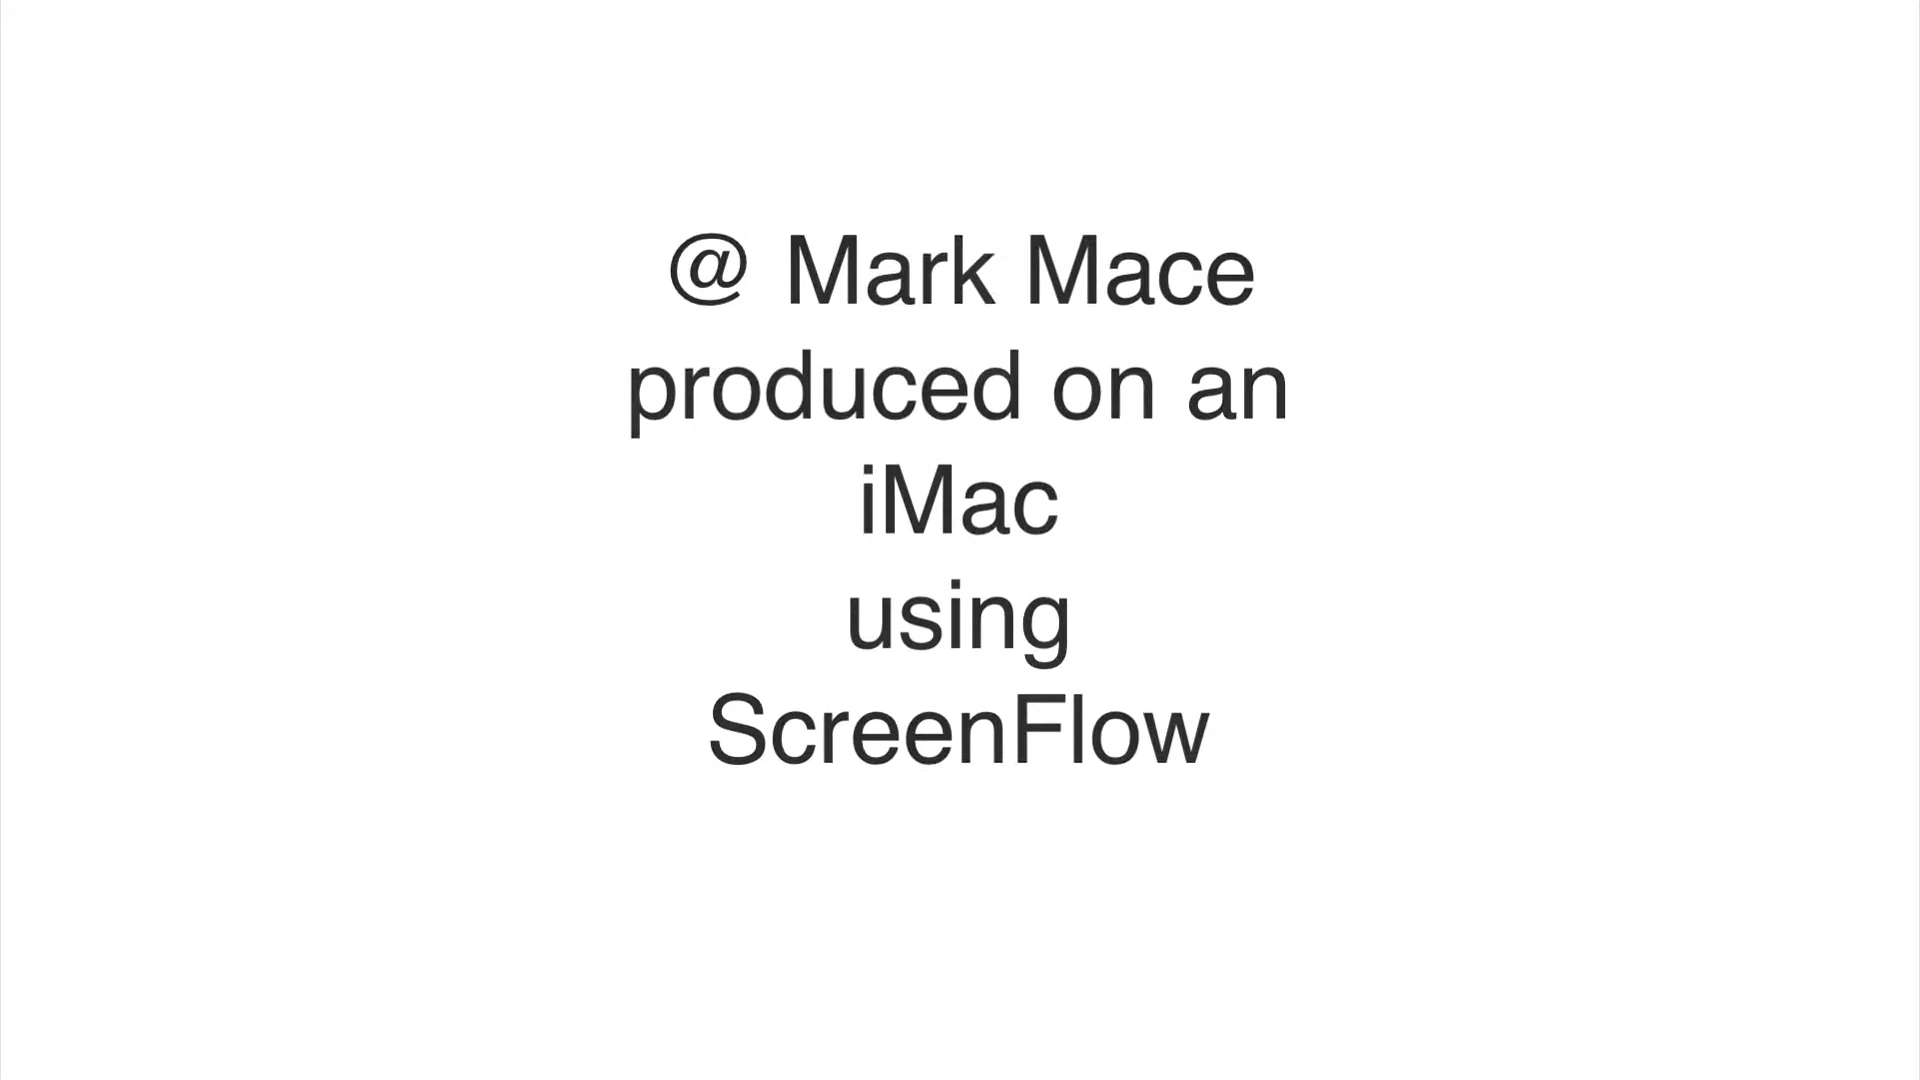 @ Mark Mace
produced on an
iMac
using
ScreenFlow